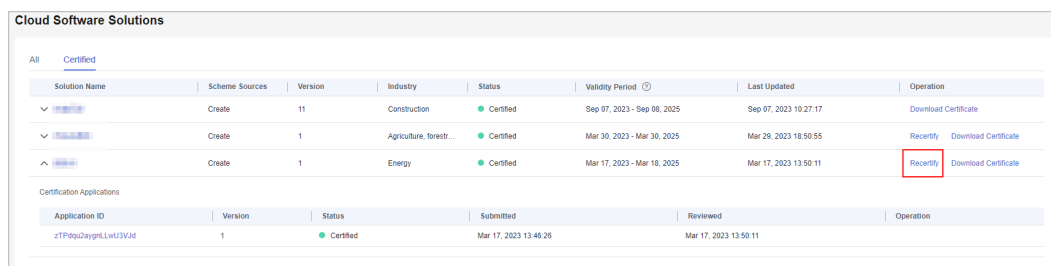 Cloud Software Solutions
All Certified
Solution Name Scheme Sources Version Industry Status Validity Period Last Updated Operation
Create 11 Construction Certified Sep 07, 2023 - Sep 08, 2025 Sep 07, 2023 10:27:17 Download Certificate
Create 1 Agriculture, forestr... Certified Mar 30, 2023 - Mar 30, 2025 Mar 29, 2023 18:50:55 Recertify Download Certificate
Create 1 Energy Certified Mar 17, 2023 - Mar 18, 2025 Mar 17, 2023 13:50:11 Recertify Download Certificate
Certification Applications
Application ID Version Status Submitted Reviewed Operation
zTPdqu2aygnLLwU3VJd 1 Certified Mar 17, 2023 13:46:26 Mar 17, 2023 13:50:11